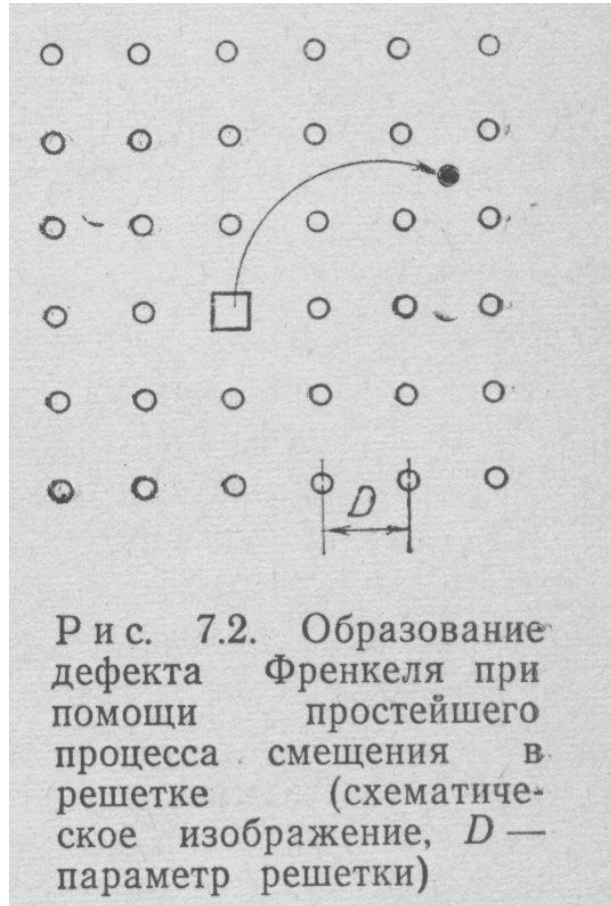 D
Рис. 7.2. Образование
дефекта Френкеля при
помощи простейшего
процесса смещения в
решетке (схематиче-
ское изображение, D —
параметр решетки)